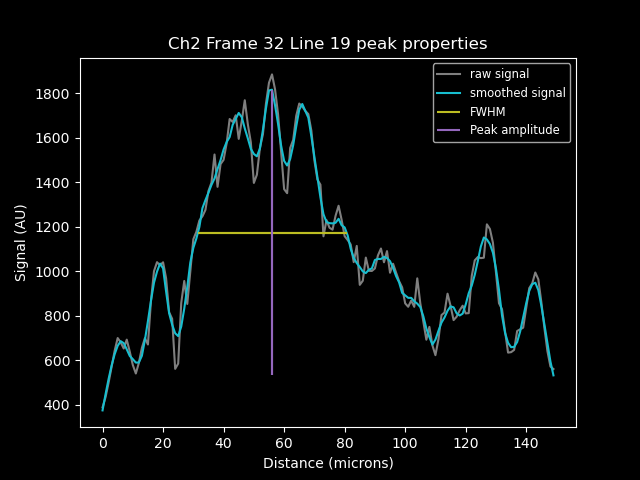 Ch2 Frame 32 Line 19 peak properties
raw signal
smoothed signal
FWHM
Peak amplitude
Signal (AU)
1800
1600
1400
1200
1000
800
600
400
0 20 40 60 80 100 120 140
Distance (microns)